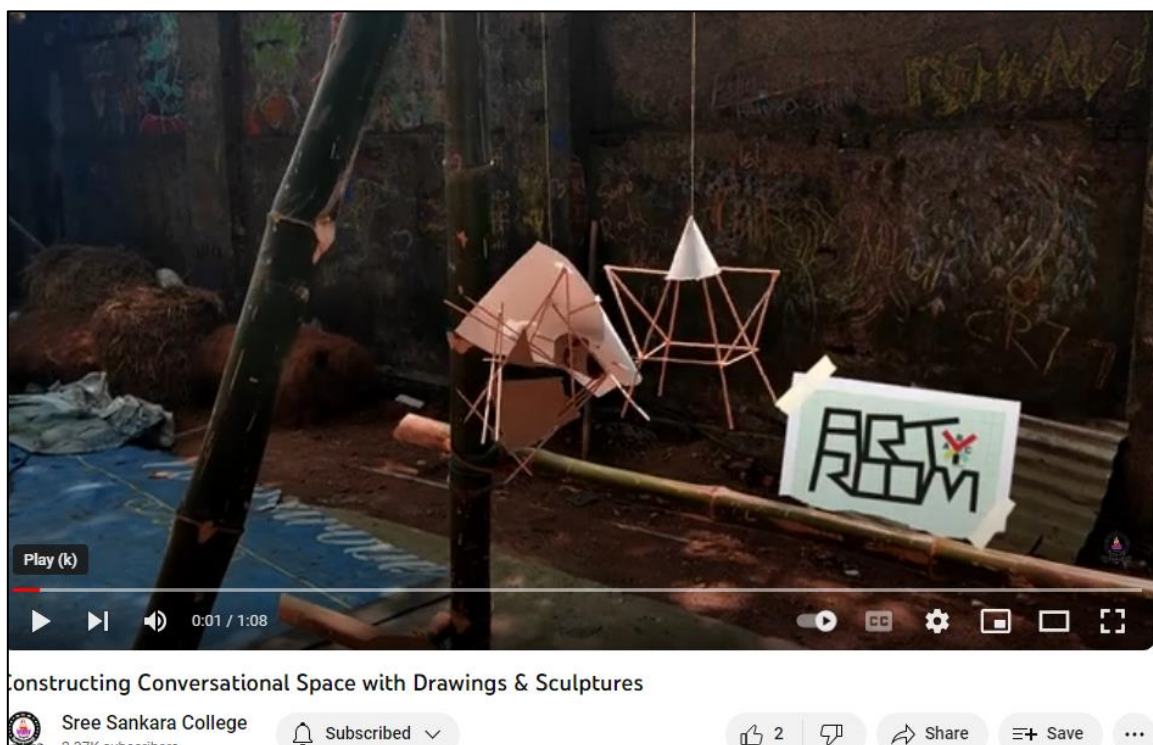 ART
ROOM
Play (k)
0:01 / 1:08
CC
Constructing Conversational Space with Drawings & Sculptures
Sree Sankara College
Subscribed
2
Share
Save